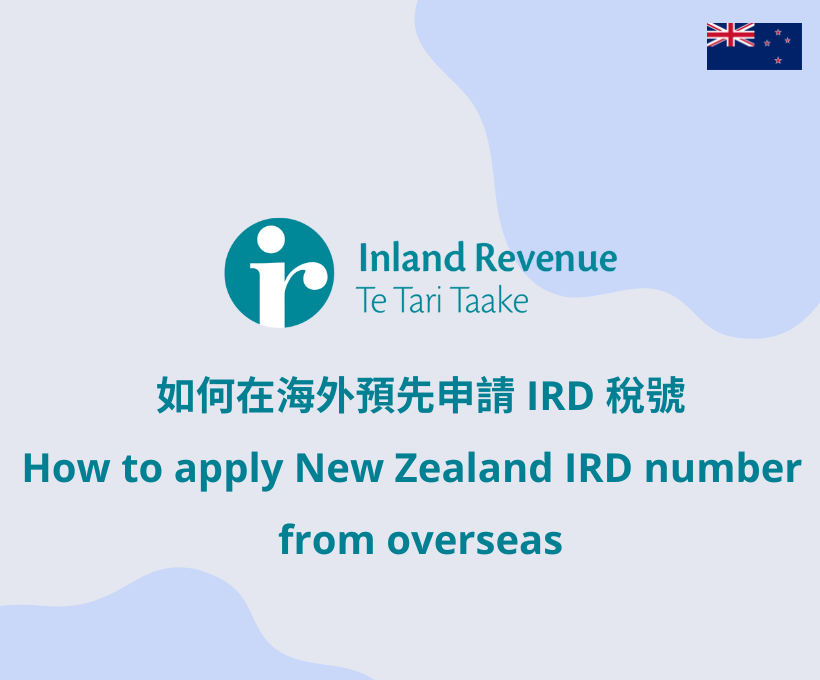 ir
Inland Revenue
Te Tari Taake
如何在海外預先申請 IRD 稅號
How to apply New Zealand IRD number
from overseas